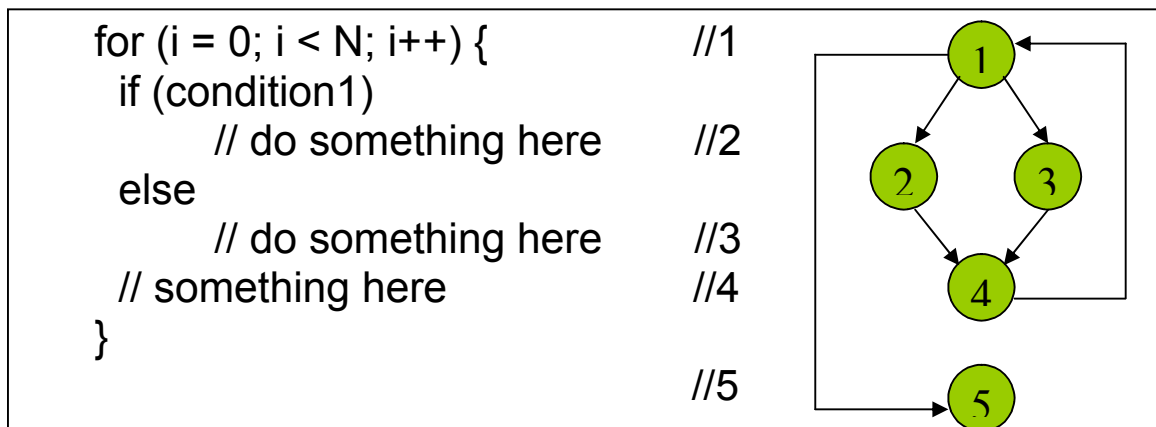 for (i = 0; i < N; i++) { //1
if (condition1)
// do something here //2
else
// do something here //3
// something here //4
}
//5
1
2 3
4
5